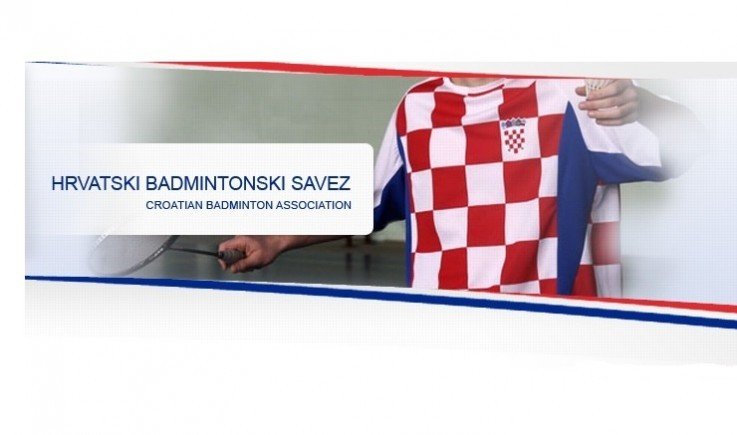 HRVATSKI BADMINTONSKI SAVEZ
CROATIAN BADMINTON ASSOCIATION